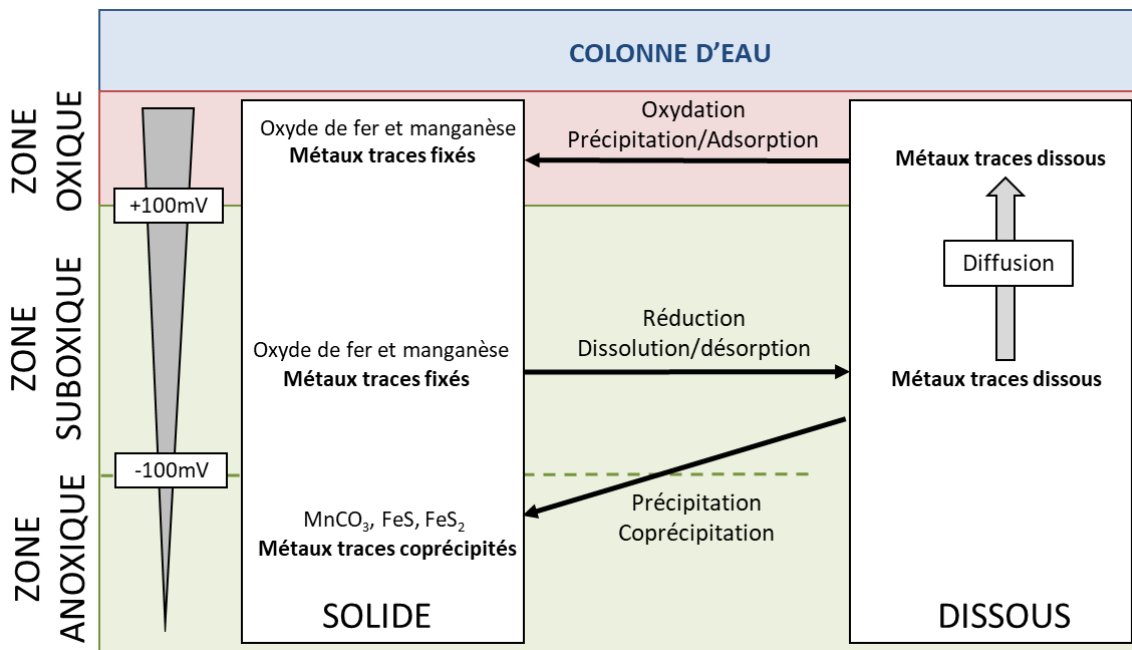 COLONNE D’EAU
ZONE
OXIQUE
+100mV
Oxyde de fer et manganèse
Métaux traces fixés
Oxydation
Précipitation/Adsorption
Métaux traces dissous
Diffusion
ZONE
SUBOXIQUE
Oxyde de fer et manganèse
Métaux traces fixés
Réduction
Dissolution/désorption
Métaux traces dissous
-100mV
ZONE
ANOXIQUE
MnCO₃, FeS, FeS₂
Métaux traces coprécipités
Précipitation
Coprécipitation
SOLIDE
DISSOUS